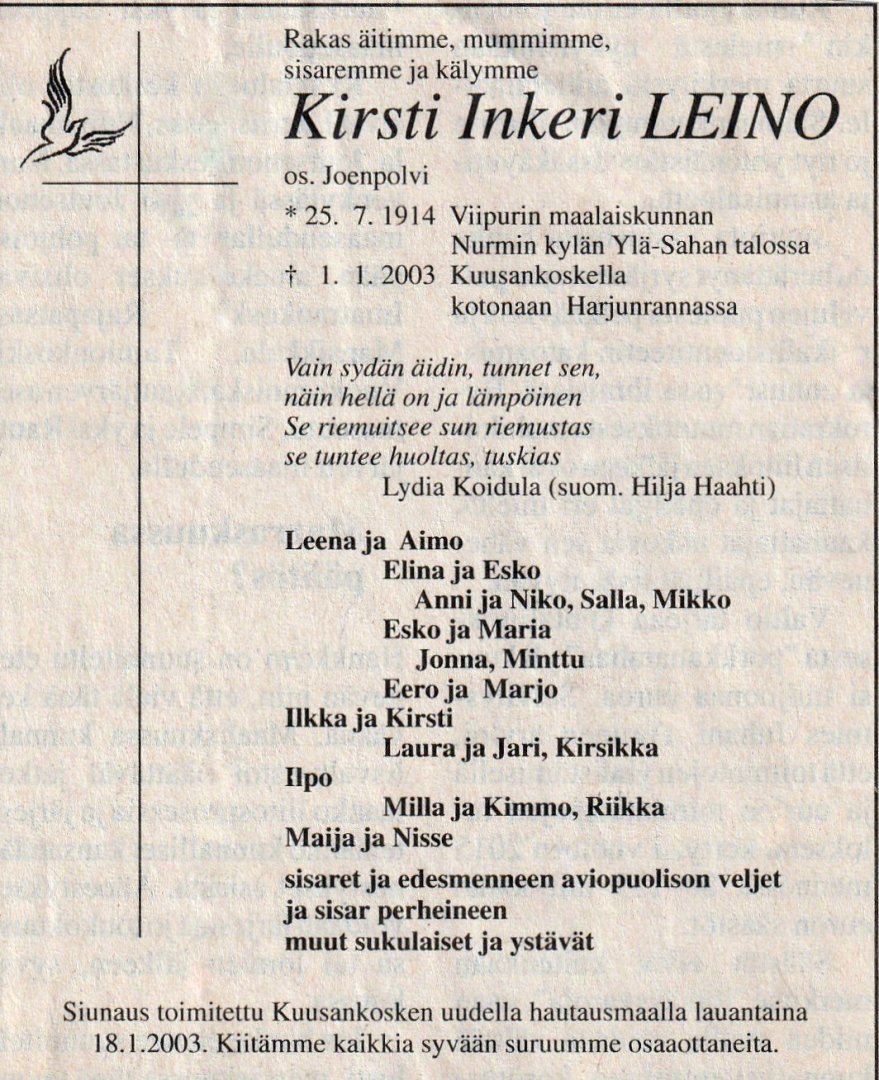 Rakas äitimme, mummimme,
sisaremme ja kälymme
Kirsti Inkeri LEINO
os. Joenpolvi
* 25. 7. 1914 Viipurin maalaiskunnan
Nurmin kylän Ylä-Sahan talossa
† 1. 1. 2003 Kuusankoskella
kotonaan Harjunrannassa
Vain sydän äidin, tunnet sen,
näin hellä on ja lämpöinen
Se riemuitsee sun riemustas
se tuntee huoltas, tuskias
Lydia Koidula (suom. Hilja Haahti)
Leena ja Aimo
Elina ja Esko
Anni ja Niko, Salla, Mikko
Esko ja Maria
Jonna, Minttu
Eero ja Marjo
Ilkka ja Kirsti
Laura ja Jari, Kirsikka
Ilpo
Milla ja Kimmo, Riikka
Maija ja Nisse
sisaret ja edesmenneen aviopuolison veljet
ja sisar perheineen
muut sukulaiset ja ystävät
Siunaus toimitettu Kuusankosken uudella hautausmaalla lauantaina
18.1.2003. Kiitämme kaikkia syvään suruumme osaaottaneita.